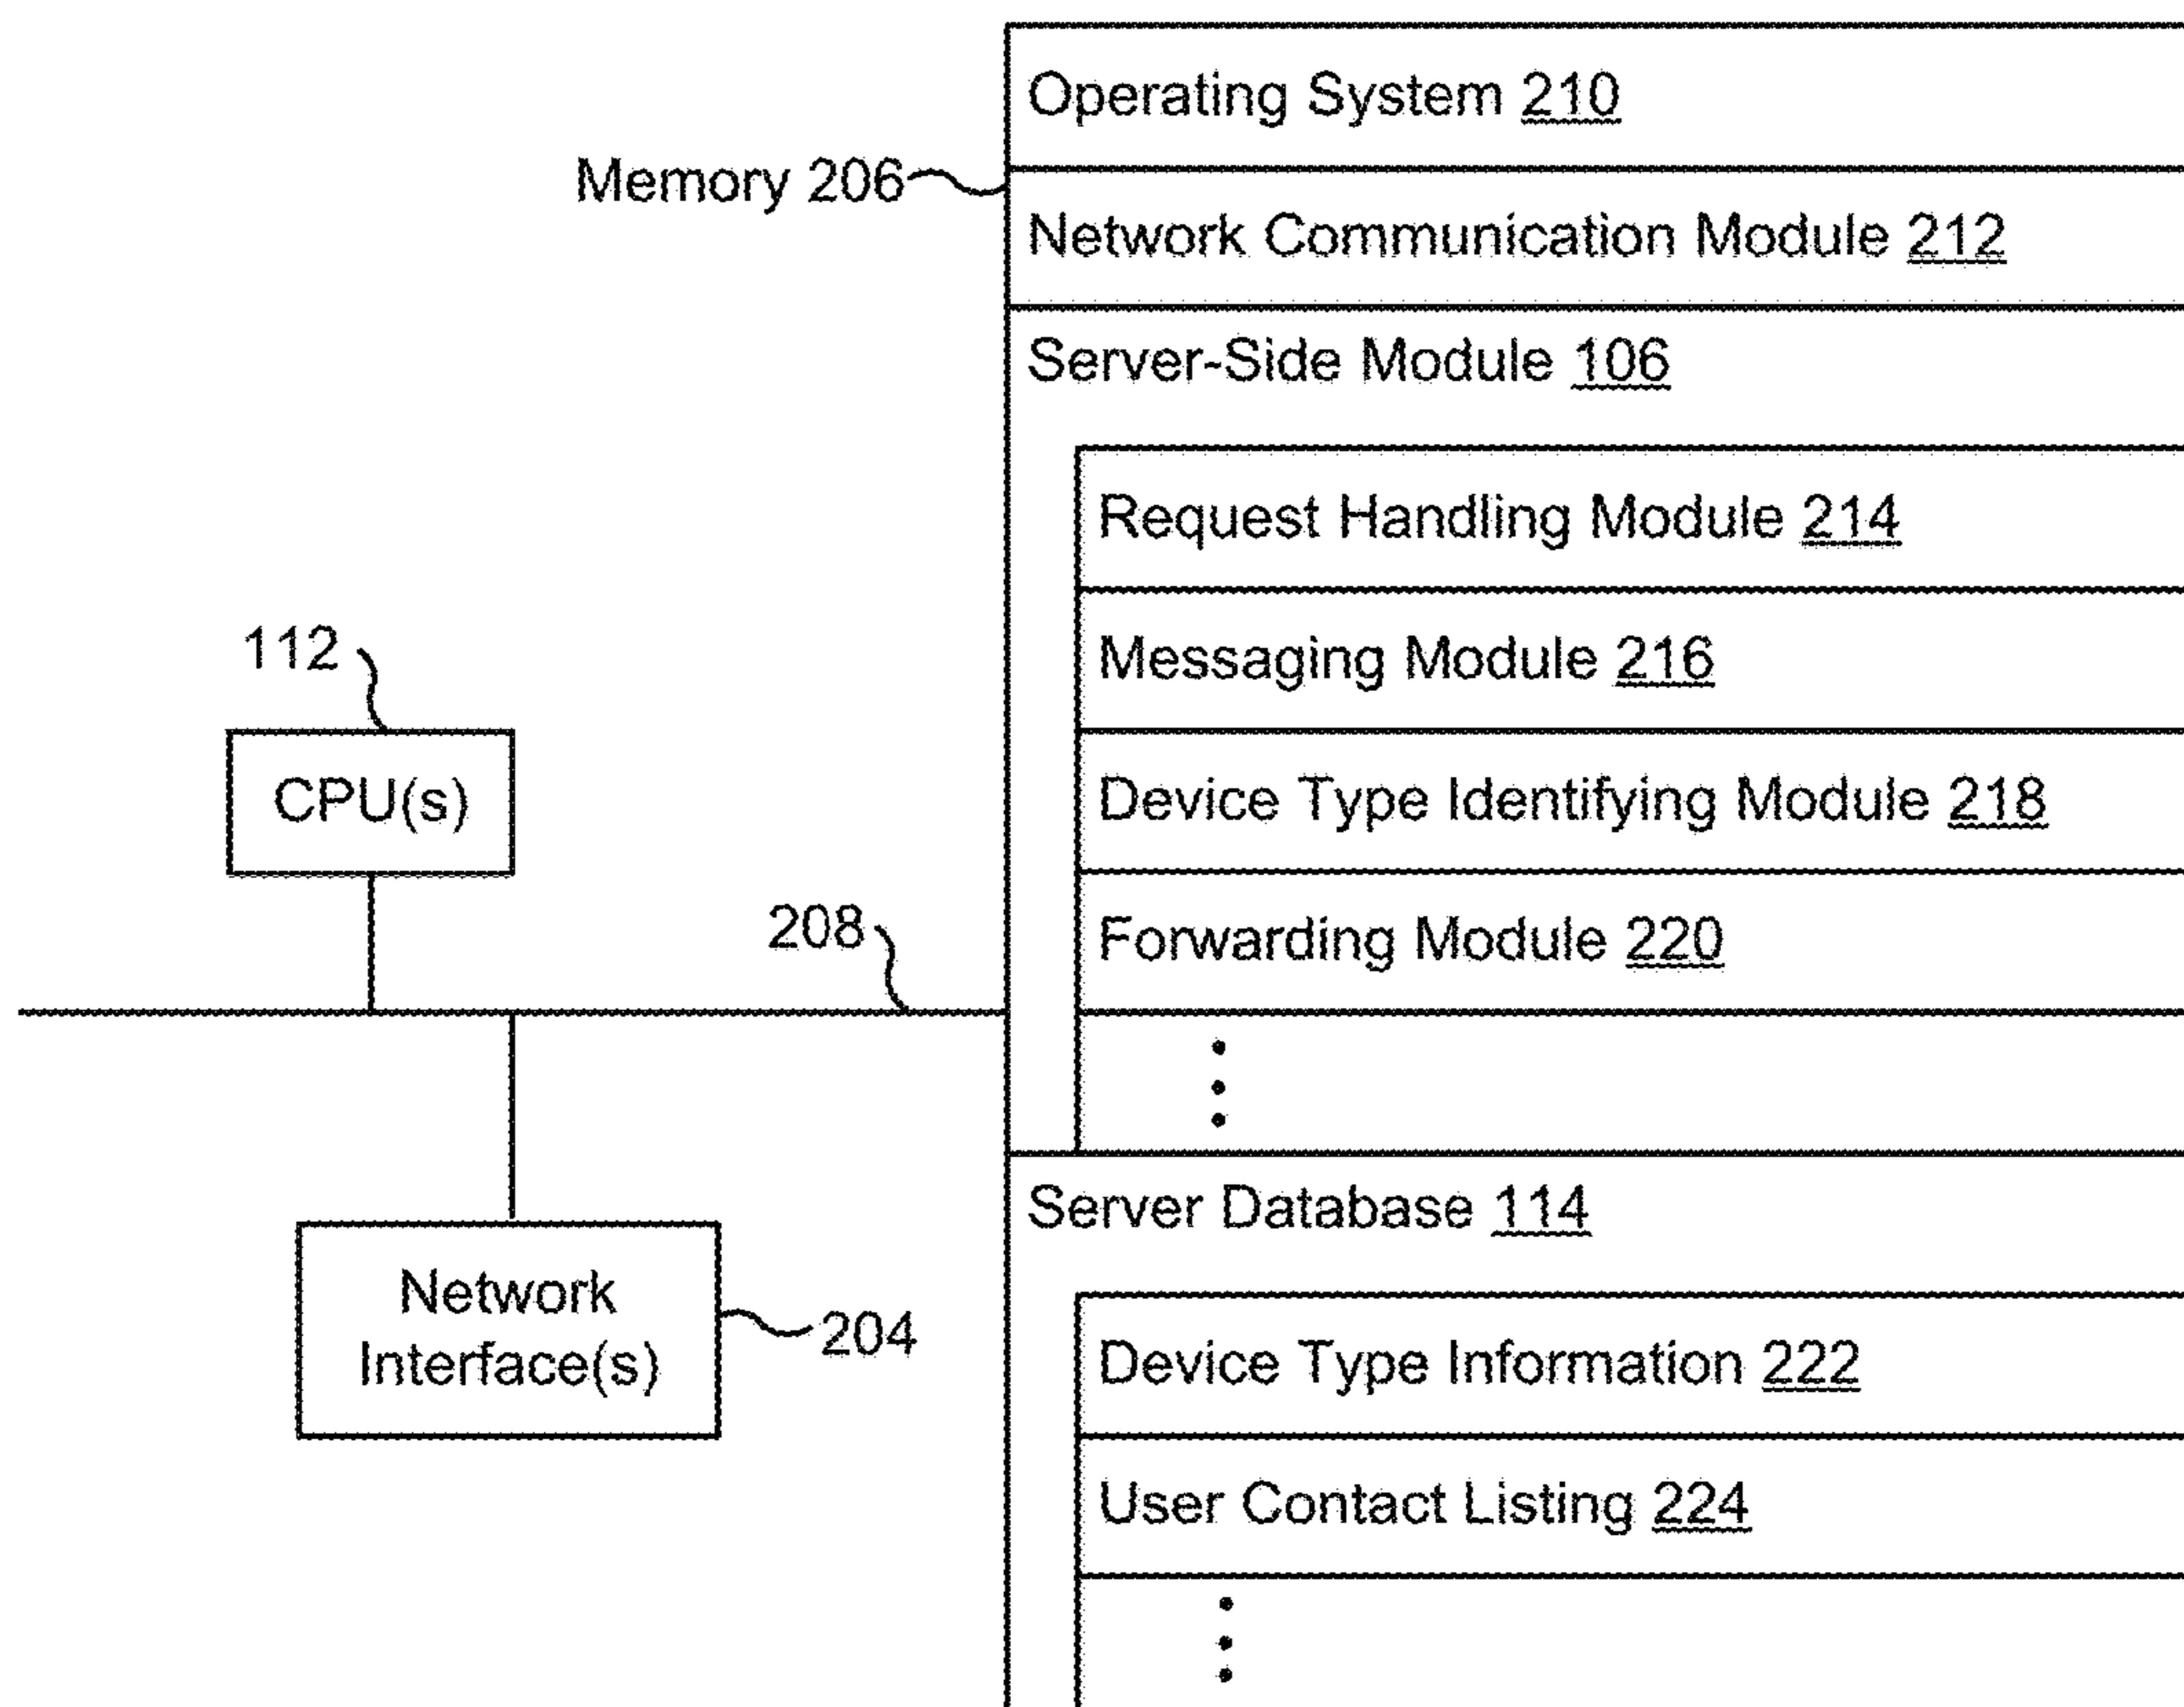 Operating System 210
Memory 206
Network Communication Module 212
Server-Side Module 106
Request Handling Module 214
Messaging Module 216
112
CPU(s)
Device Type Identifying Module 218
208
Forwarding Module 220
Server Database 114
Network
Interface(s)
204
Device Type Information 222
User Contact Listing 224